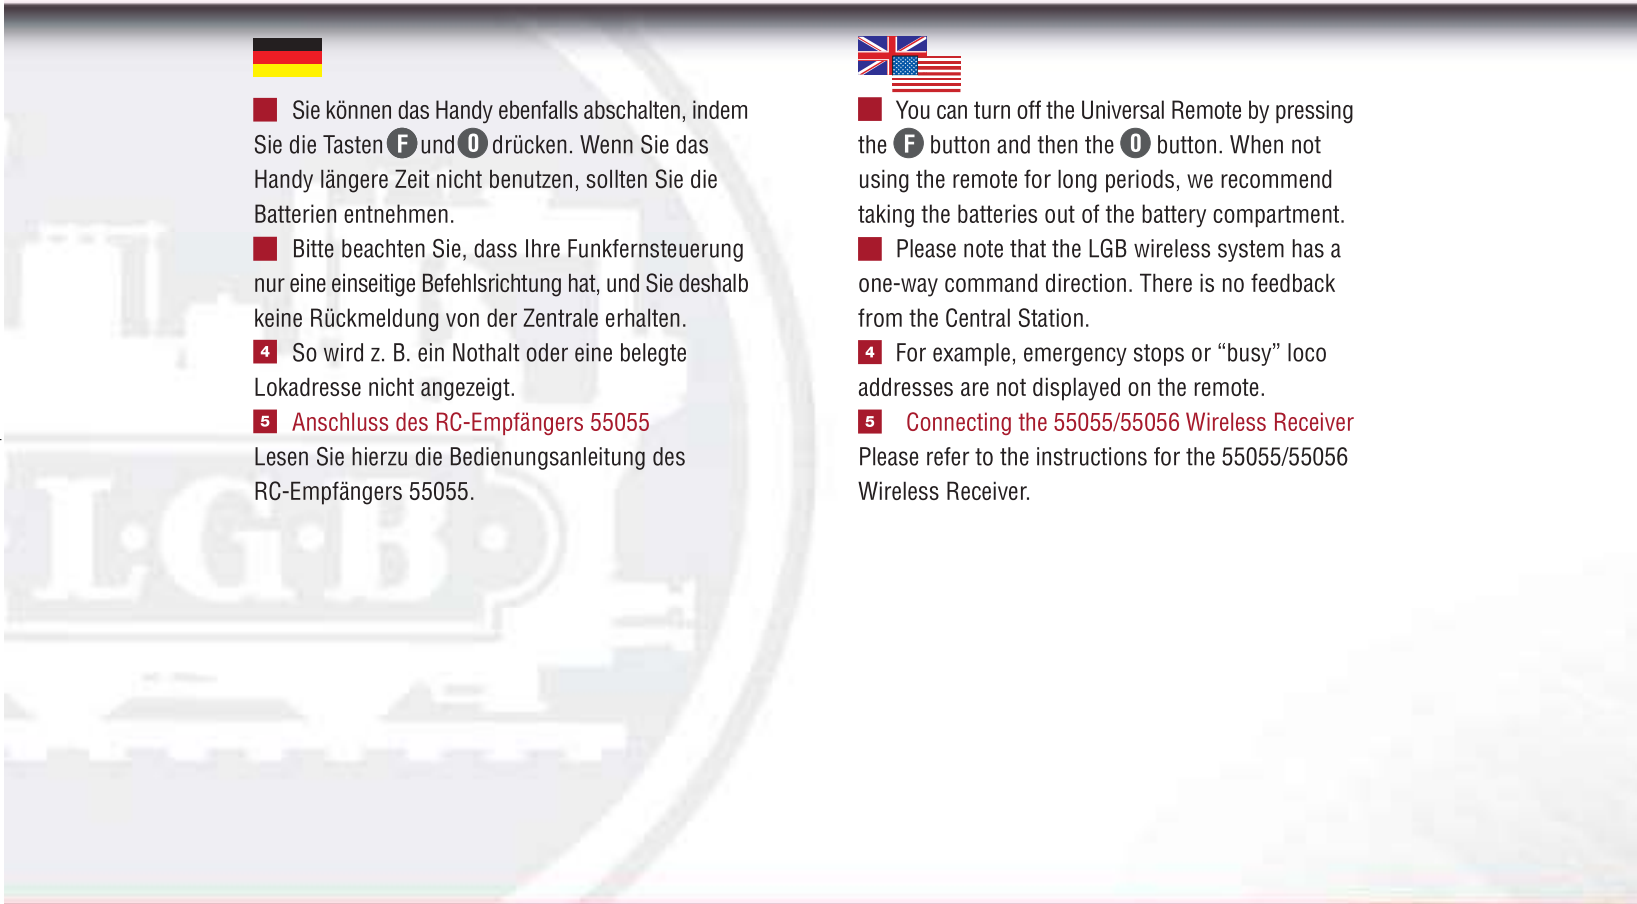 Sie können das Handy ebenfalls abschalten, indem
Sie die Tasten F und 0 drücken. Wenn Sie das
Handy längere Zeit nicht benutzen, sollten Sie die
Batterien entnehmen.
Bitte beachten Sie, dass Ihre Funkfernsteuerung
nur eine einseitige Befehlsrichtung hat, und Sie deshalb
keine Rückmeldung von der Zentrale erhalten.
4 So wird z. B. ein Nothalt oder eine belegte
Lokadresse nicht angezeigt.
5 Anschluss des RC-Empfängers 55055
Lesen Sie hierzu die Bedienungsanleitung des
RC-Empfängers 55055.
You can turn off the Universal Remote by pressing
the F button and then the 0 button. When not
using the remote for long periods, we recommend
taking the batteries out of the battery compartment.
Please note that the LGB wireless system has a
one-way command direction. There is no feedback
from the Central Station.
4 For example, emergency stops or “busy” loco
addresses are not displayed on the remote.
5 Connecting the 55055/55056 Wireless Receiver
Please refer to the instructions for the 55055/55056
Wireless Receiver.
L·G·B·